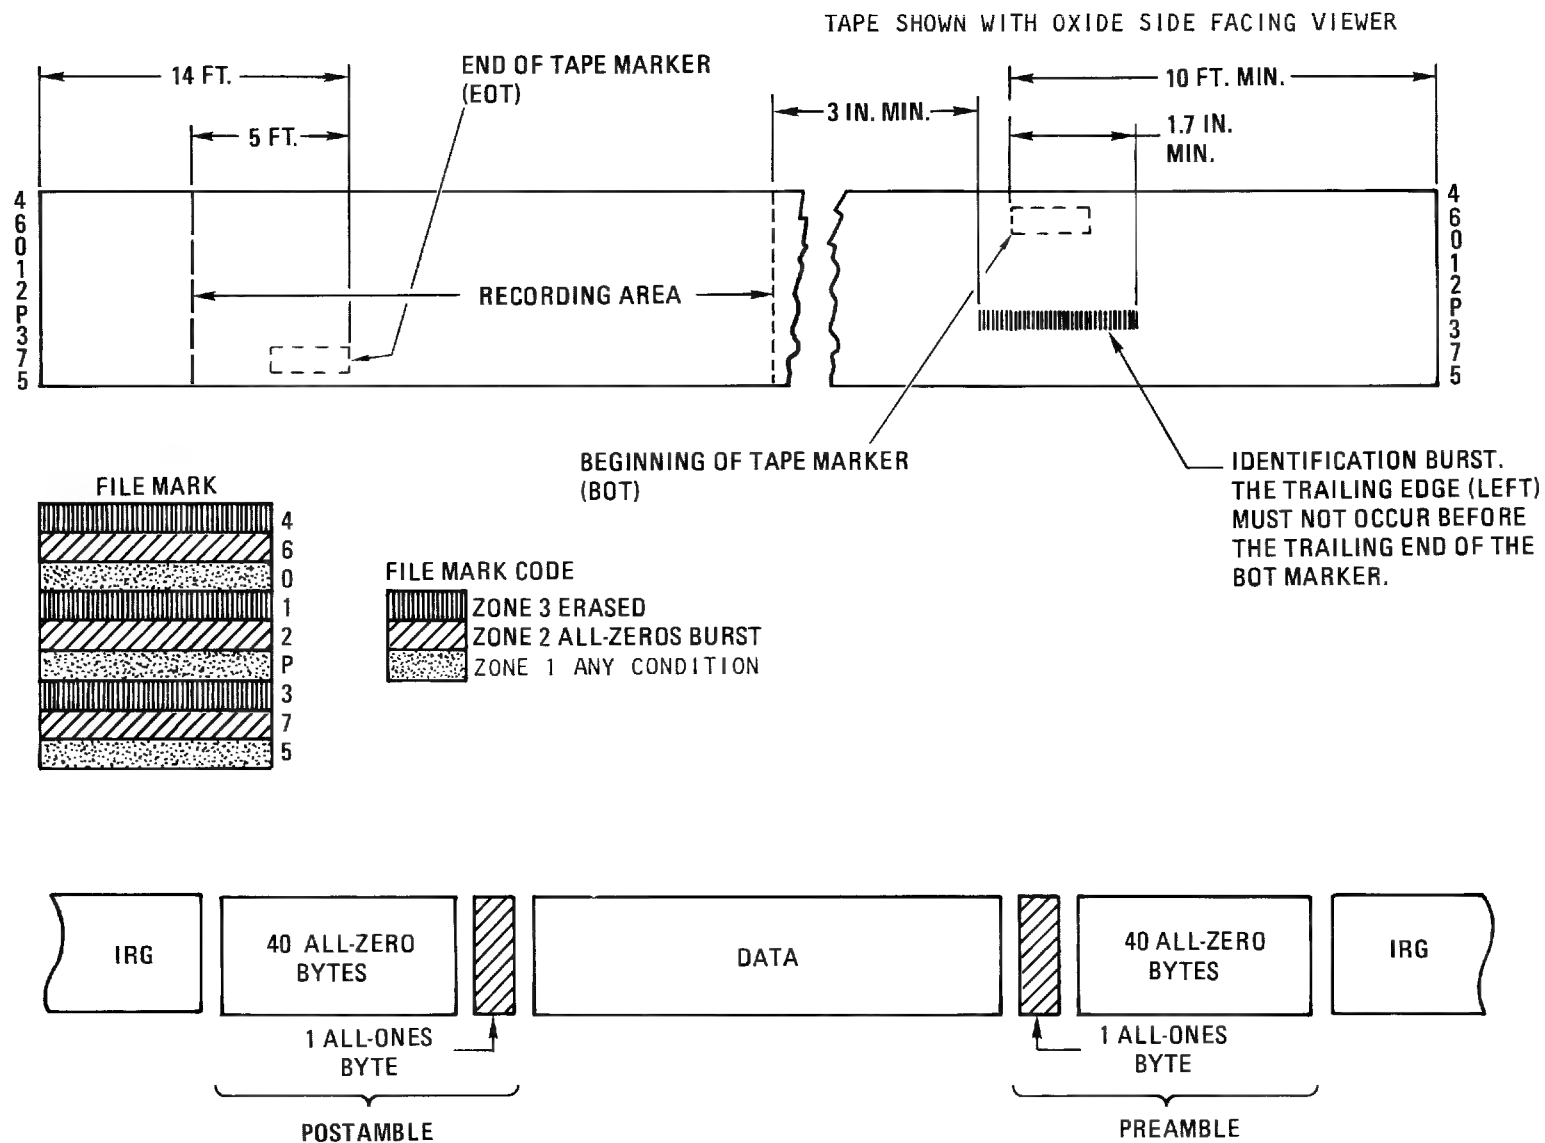 TAPE SHOWN WITH OXIDE SIDE FACING VIEWER
14 FT.
END OF TAPE MARKER
(EOT)
10 FT. MIN.
3 IN. MIN.
5 FT.
1.7 IN.
MIN.
4
6
0
1
2
P
3
7
5
RECORDING AREA
4
6
0
1
2
P
3
7
5
BEGINNING OF TAPE MARKER
(BOT)
IDENTIFICATION BURST.
THE TRAILING EDGE (LEFT)
MUST NOT OCCUR BEFORE
THE TRAILING END OF THE
BOT MARKER.
FILE MARK
4
6
0
1
2
P
3
7
5
FILE MARK CODE
ZONE 3 ERASED
ZONE 2 ALL-ZEROS BURST
ZONE 1 ANY CONDITION
IRG
40 ALL-ZERO
BYTES
DATA
40 ALL-ZERO
BYTES
IRG
1 ALL-ONES
BYTE
1 ALL-ONES
BYTE
POSTAMBLE
PREAMBLE